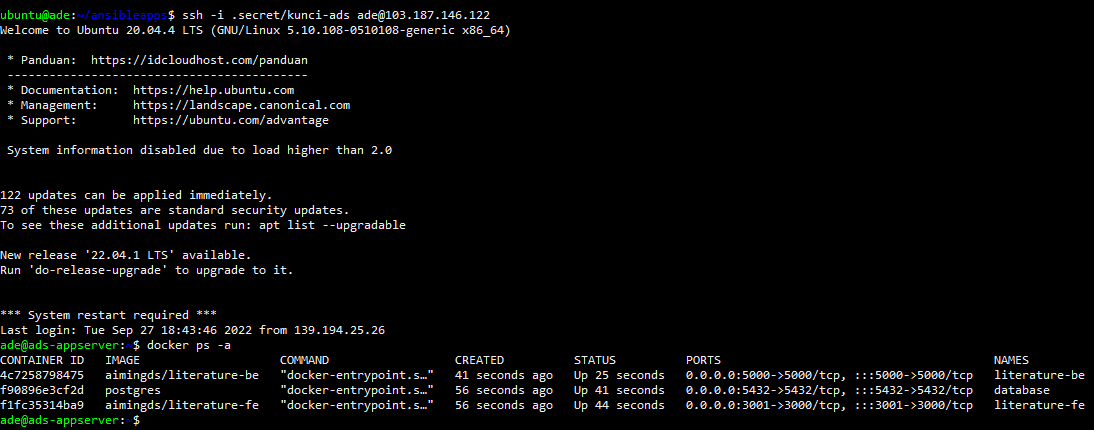 ubuntu@ade:~/ansibleapps$ ssh -i .secret/kunci-ads ade@103.187.146.122
Welcome to Ubuntu 20.04.4 LTS (GNU/Linux 5.10.108-0510108-generic x86_64)
* Panduan:  https://idcloudhost.com/panduan
-------------------------------------------
* Documentation:  https://help.ubuntu.com
* Management:     https://landscape.canonical.com
* Support:        https://ubuntu.com/advantage
System information disabled due to load higher than 2.0
122 updates can be applied immediately.
73 of these updates are standard security updates.
To see these additional updates run: apt list --upgradable
New release '22.04.1 LTS' available.
Run 'do-release-upgrade' to upgrade to it.
*** System restart required ***
Last login: Tue Sep 27 18:43:46 2022 from 139.194.25.26
ade@ads-appserver:~$ docker ps -a
CONTAINER ID   IMAGE                    COMMAND                  CREATED          STATUS          PORTS                                       NAMES
4c7258798475   aimingds/literature-be   "docker-entrypoint.s…"   41 seconds ago   Up 25 seconds   0.0.0.0:5000->5000/tcp, :::5000->5000/tcp   literature-be
f90896e3cf2d   postgres                 "docker-entrypoint.s…"   56 seconds ago   Up 41 seconds   0.0.0.0:5432->5432/tcp, :::5432->5432/tcp   database
f1fc35314ba9   aimingds/literature-fe   "docker-entrypoint.s…"   56 seconds ago   Up 44 seconds   0.0.0.0:3001->3000/tcp, :::3001->3000/tcp   literature-fe
ade@ads-appserver:~$